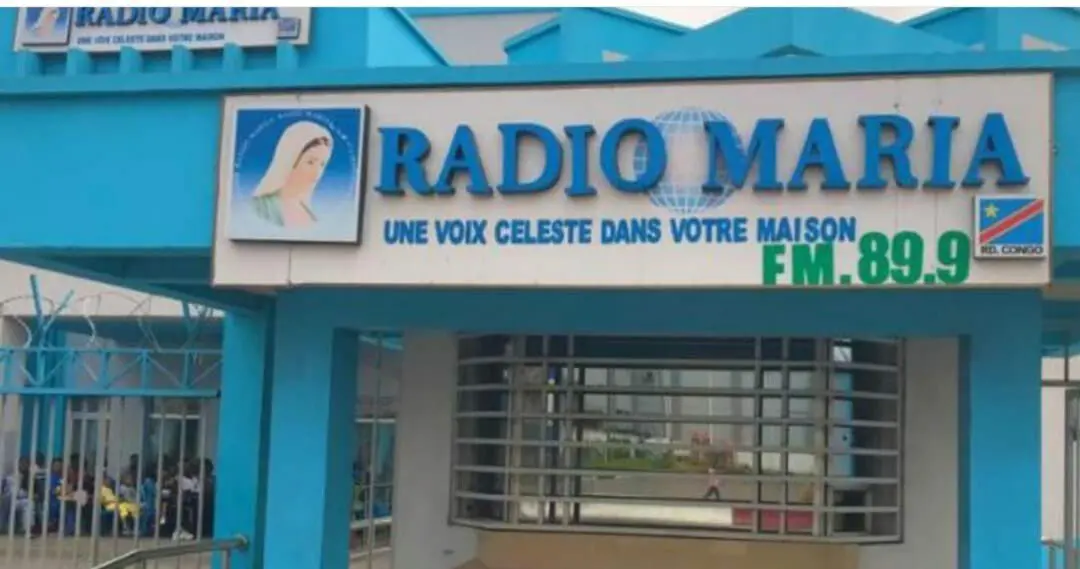 RADIO MARIA
UNE VOIX CELESTE DANS VOTRE MAISON
RADIO MARIA
UNE VOIX CELESTE DANS VOTRE MAISON
FM.89.9
RD. CONGO